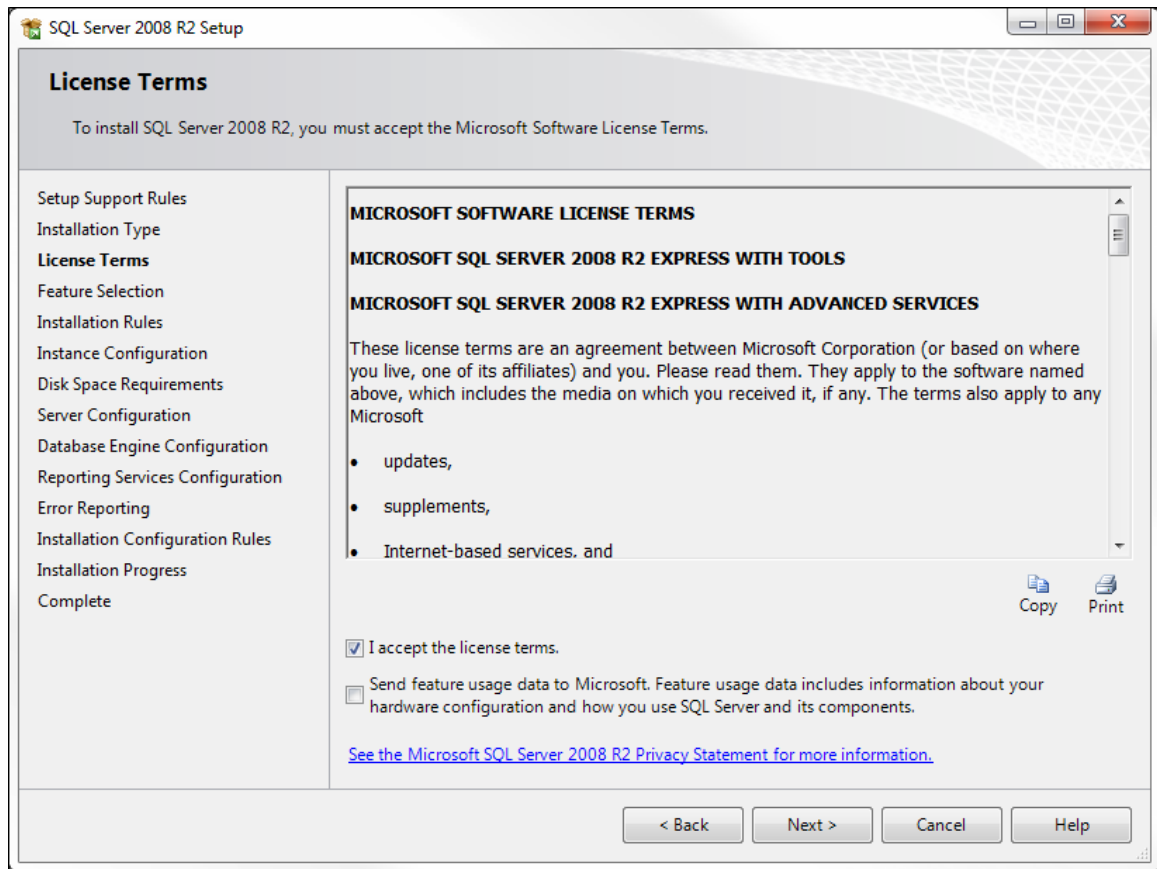 SQL Server 2008 R2 Setup
License Terms
To install SQL Server 2008 R2, you must accept the Microsoft Software License Terms.
Setup Support Rules
Installation Type
License Terms
Feature Selection
Installation Rules
Instance Configuration
Disk Space Requirements
Server Configuration
Database Engine Configuration
Reporting Services Configuration
Error Reporting
Installation Configuration Rules
Installation Progress
Complete
MICROSOFT SOFTWARE LICENSE TERMS
MICROSOFT SQL SERVER 2008 R2 EXPRESS WITH TOOLS
MICROSOFT SQL SERVER 2008 R2 EXPRESS WITH ADVANCED SERVICES
These license terms are an agreement between Microsoft Corporation (or based on where
you live, one of its affiliates) and you. Please read them. They apply to the software named
above, which includes the media on which you received it, if any. The terms also apply to any
Microsoft
• updates,
• supplements,
• Internet-based services, and
Copy Print
I accept the license terms.
Send feature usage data to Microsoft. Feature usage data includes information about your
hardware configuration and how you use SQL Server and its components.
See the Microsoft SQL Server 2008 R2 Privacy Statement for more information.
< Back Next > Cancel Help